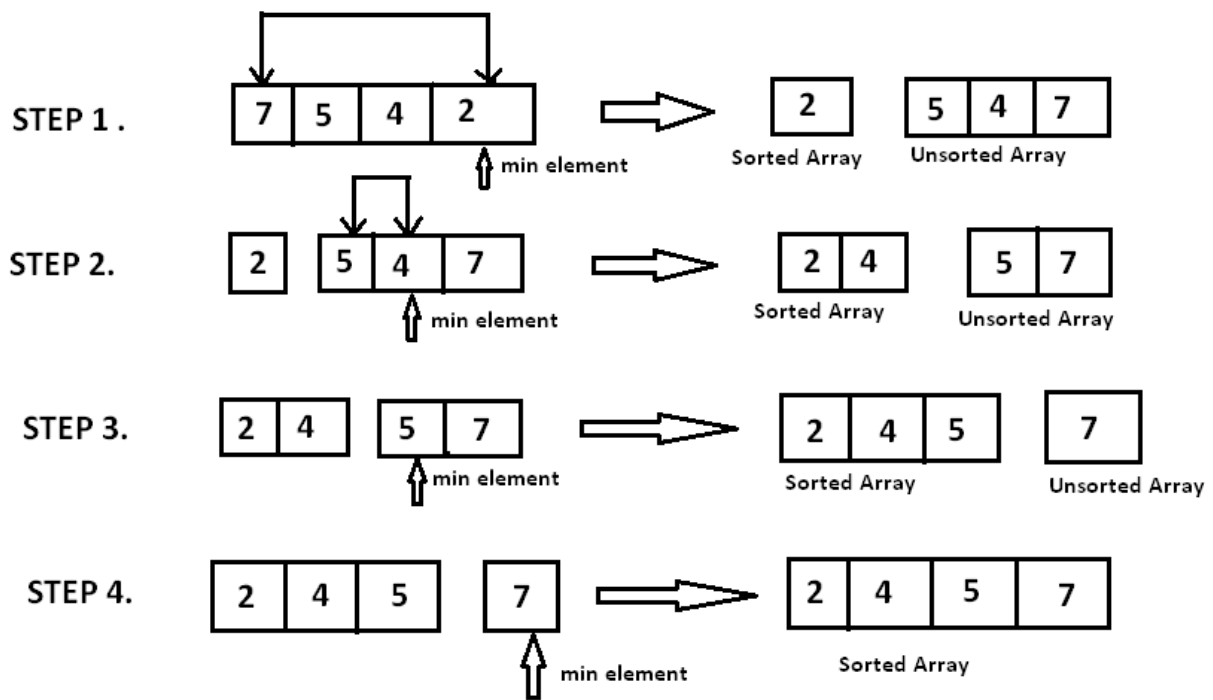 STEP 1 .
7 5 4 2
2
5 4 7
min element
Sorted Array
Unsorted Array
STEP 2.
2
5 4 7
2 4
5 7
min element
Sorted Array
Unsorted Array
STEP 3.
2 4
5 7
2 4 5
7
min element
Sorted Array
Unsorted Array
STEP 4.
2 4 5
7
2 4 5 7
min element
Sorted Array